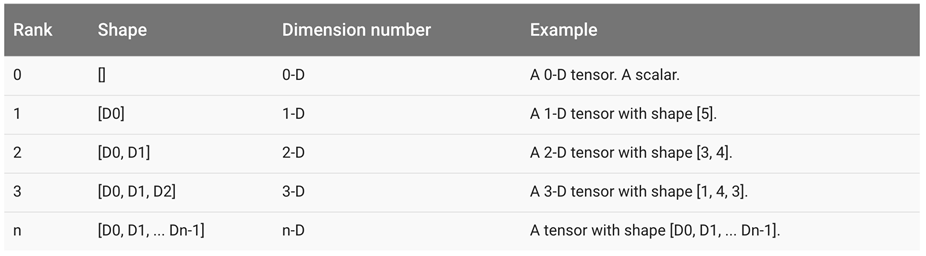 Rank Shape Dimension number Example
0 [] 0-D A 0-D tensor. A scalar.
1 [D0] 1-D A 1-D tensor with shape [5].
2 [D0, D1] 2-D A 2-D tensor with shape [3, 4].
3 [D0, D1, D2] 3-D A 3-D tensor with shape [1, 4, 3].
n [D0, D1, ... Dn-1] n-D A tensor with shape [D0, D1, ... Dn-1].